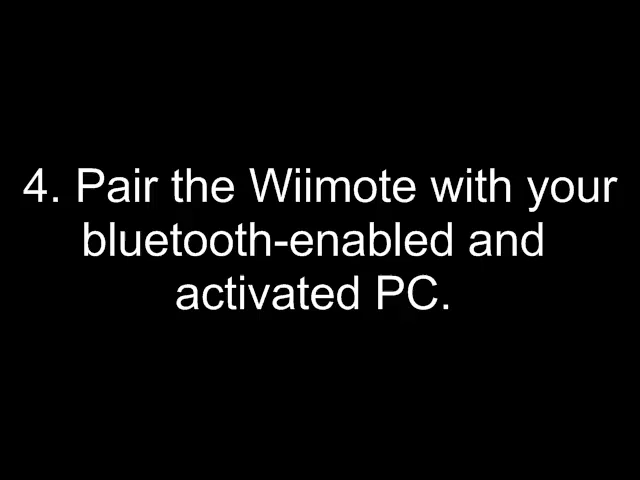 4. Pair the Wiimote with your
bluetooth-enabled and
activated PC.